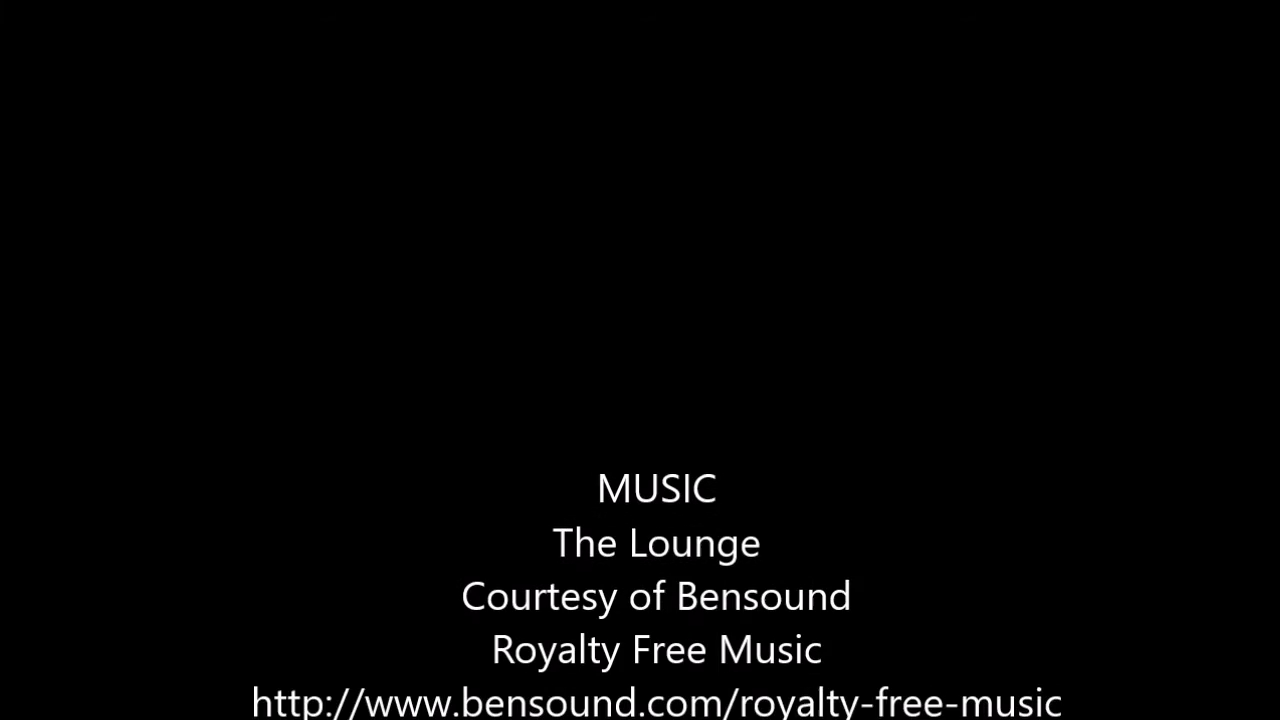 MUSIC
The Lounge
Courtesy of Bensound
Royalty Free Music
http://www.bensound.com/royalty-free-music